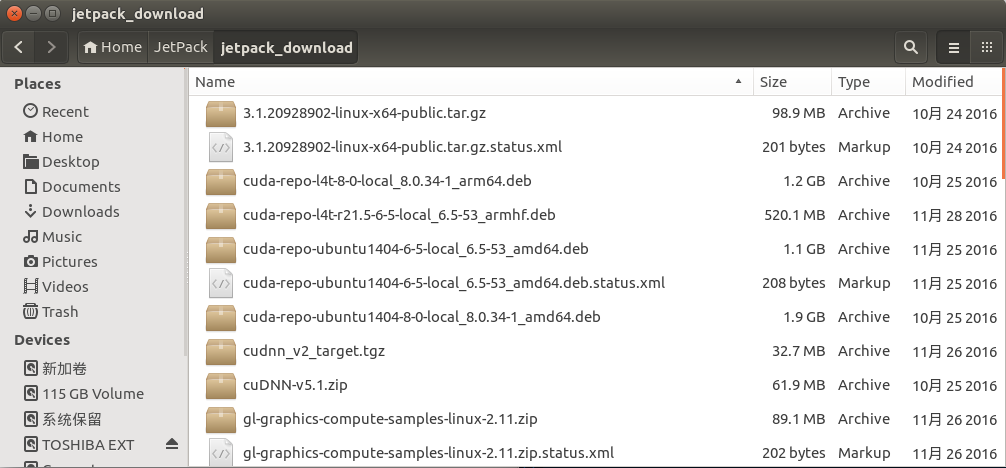 jetpack_download
Home JetPack jetpack_download
Places
Recent
Home
Desktop
Documents
Downloads
Music
Pictures
Videos
Trash
Devices
新加卷
115 GB Volume
系统保留
TOSHIBA EXT
Name Size Type Modified
3.1.20928902-linux-x64-public.tar.gz 98.9 MB Archive 10月 24 2016
3.1.20928902-linux-x64-public.tar.gz.status.xml 201 bytes Markup 10月 24 2016
cuda-repo-l4t-8-0-local_8.0.34-1_arm64.deb 1.2 GB Archive 10月 25 2016
cuda-repo-l4t-r21.5-6-5-local_6.5-53_armhf.deb 520.1 MB Archive 11月 28 2016
cuda-repo-ubuntu1404-6-5-local_6.5-53_amd64.deb 1.1 GB Archive 11月 25 2016
cuda-repo-ubuntu1404-6-5-local_6.5-53_amd64.deb.status.xml 208 bytes Markup 11月 25 2016
cuda-repo-ubuntu1404-8-0-local_8.0.34-1_amd64.deb 1.9 GB Archive 10月 25 2016
cudnn_v2_target.tgz 32.7 MB Archive 11月 26 2016
cuDNN-v5.1.zip 61.9 MB Archive 10月 25 2016
gl-graphics-compute-samples-linux-2.11.zip 89.1 MB Archive 11月 26 2016
gl-graphics-compute-samples-linux-2.11.zip.status.xml 202 bytes Markup 11月 26 2016